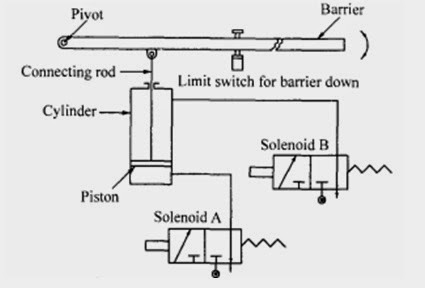 Pivot
Barrier
Connecting rod
Limit switch for barrier down
Cylinder
Solenoid B
Piston
Solenoid A